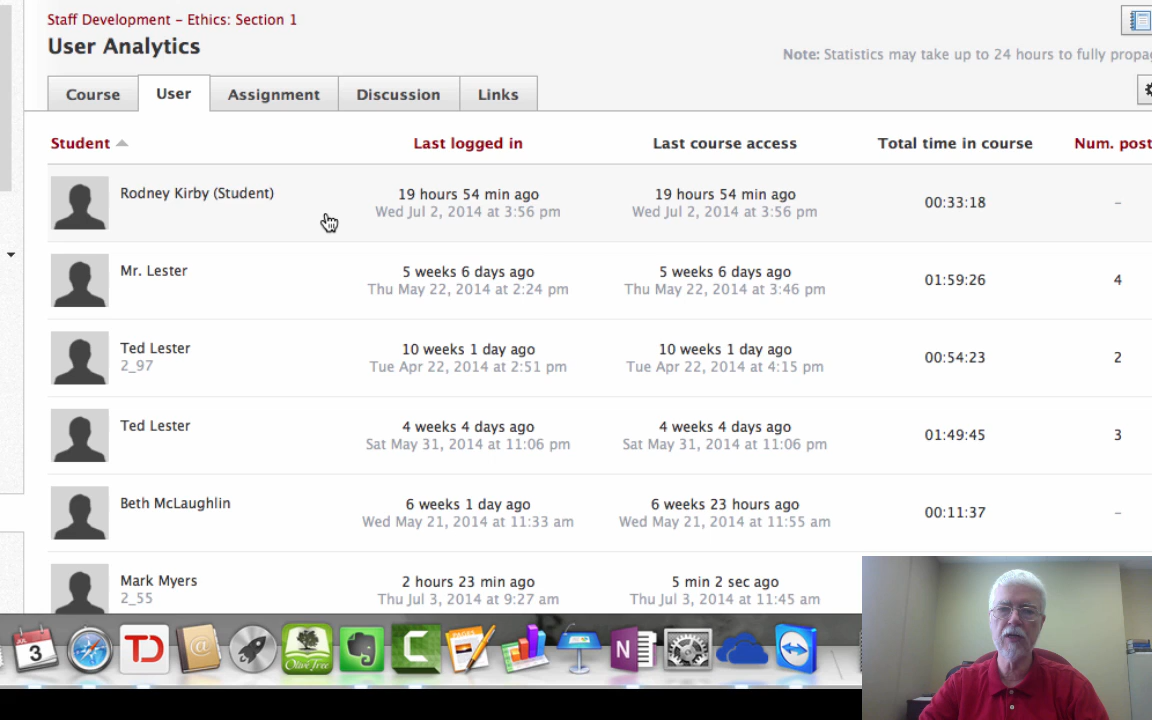 Staff Development – Ethics: Section 1
User Analytics
Note: Statistics may take up to 24 hours to fully propag
Course User Assignment Discussion Links
Student Last logged in Last course access Total time in course Num. post
Rodney Kirby (Student) 19 hours 54 min ago 19 hours 54 min ago 00:33:18 –
Wed Jul 2, 2014 at 3:56 pm Wed Jul 2, 2014 at 3:56 pm
Mr. Lester 5 weeks 6 days ago 5 weeks 6 days ago 01:59:26 4
Thu May 22, 2014 at 2:24 pm Thu May 22, 2014 at 3:46 pm
Ted Lester 10 weeks 1 day ago 10 weeks 1 day ago 00:54:23 2
2_97 Tue Apr 22, 2014 at 2:51 pm Tue Apr 22, 2014 at 4:15 pm
Ted Lester 4 weeks 4 days ago 4 weeks 4 days ago 01:49:45 3
Sat May 31, 2014 at 11:06 pm Sat May 31, 2014 at 11:06 pm
Beth McLaughlin 6 weeks 1 day ago 6 weeks 23 hours ago 00:11:37 –
Wed May 21, 2014 at 11:33 am Wed May 21, 2014 at 11:55 am
Mark Myers 2 hours 23 min ago 5 min 2 sec ago
2_55 Thu Jul 3, 2014 at 9:27 am Thu Jul 3, 2014 at 11:45 am
JUL
3 TD @ OliveTree C PAGES N